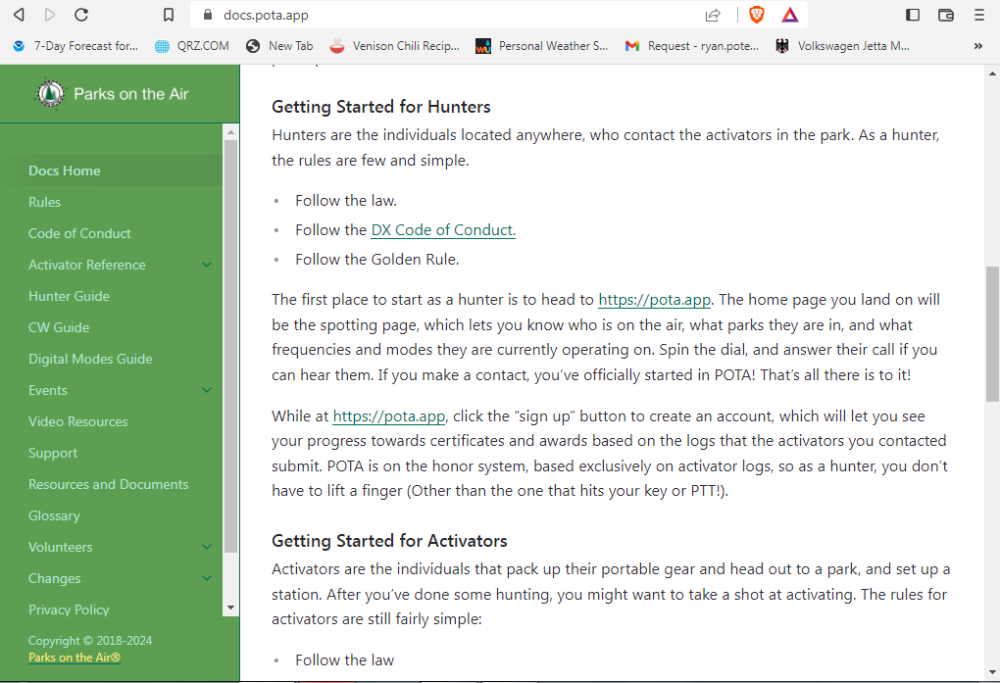 docs.pota.app
7-Day Forecast for...
QRZ.COM
New Tab
Venison Chili Recip...
Personal Weather S...
Request - ryan.pote...
Volkswagen Jetta M...
»
Parks on the Air
Docs Home
Rules
Code of Conduct
Activator Reference
Hunter Guide
CW Guide
Digital Modes Guide
Events
Video Resources
Support
Resources and Documents
Glossary
Volunteers
Changes
Privacy Policy
Copyright © 2018-2024
Parks on the Air®
Getting Started for Hunters
Hunters are the individuals located anywhere, who contact the activators in the park. As a hunter,
the rules are few and simple.
• Follow the law.
• Follow the DX Code of Conduct.
• Follow the Golden Rule.
The first place to start as a hunter is to head to https://pota.app. The home page you land on will
be the spotting page, which lets you know who is on the air, what parks they are in, and what
frequencies and modes they are currently operating on. Spin the dial, and answer their call if you
can hear them. If you make a contact, you’ve officially started in POTA! That’s all there is to it!
While at https://pota.app, click the “sign up” button to create an account, which will let you see
your progress towards certificates and awards based on the logs that the activators you contacted
submit. POTA is on the honor system, based exclusively on activator logs, so as a hunter, you don’t
have to lift a finger (Other than the one that hits your key or PTT!).
Getting Started for Activators
Activators are the individuals that pack up their portable gear and head out to a park, and set up a
station. After you’ve done some hunting, you might want to take a shot at activating. The rules for
activators are still fairly simple:
• Follow the law